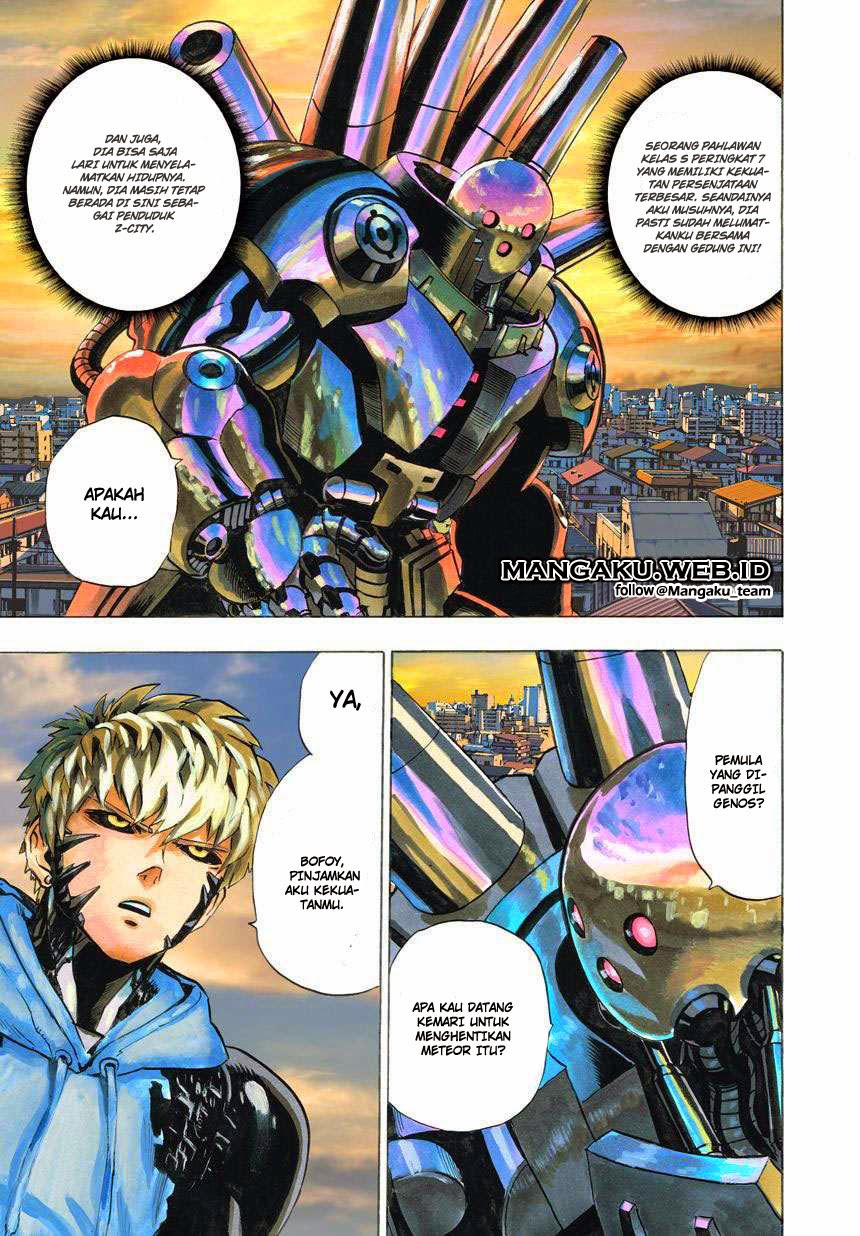 SEORANG PAHLAWAN
KELAS S PERINGKAT 7
YANG MEMILIKI KEKUA-
TAN PERSENJATAAN
TERBESAR. SEANDAINYA
AKU MUSUHNYA, DIA
PASTI SUDAH MELUMAT-
KANKU BERSAMA
DENGAN GEDUNG INI!
DAN JUGA,
DIA BISA SAJA
LARI UNTUK MENYELA-
MATKAN HIDUPNYA.
NAMUN, DIA MASIH TETAP
BERADA DI SINI SEBA-
GAI PENDUDUK
Z-CITY.
APAKAH
KAU...
MANGAKU.WEB.ID
follow @Mangaku_team
PEMULA
YANG DI-
PANGGIL
GENOS?
APA KAU DATANG
KEMARI UNTUK
MENGHENTIKAN
METEOR ITU?
YA,
BOFOY,
PINJAMKAN
AKU KEKUA-
TANMU.